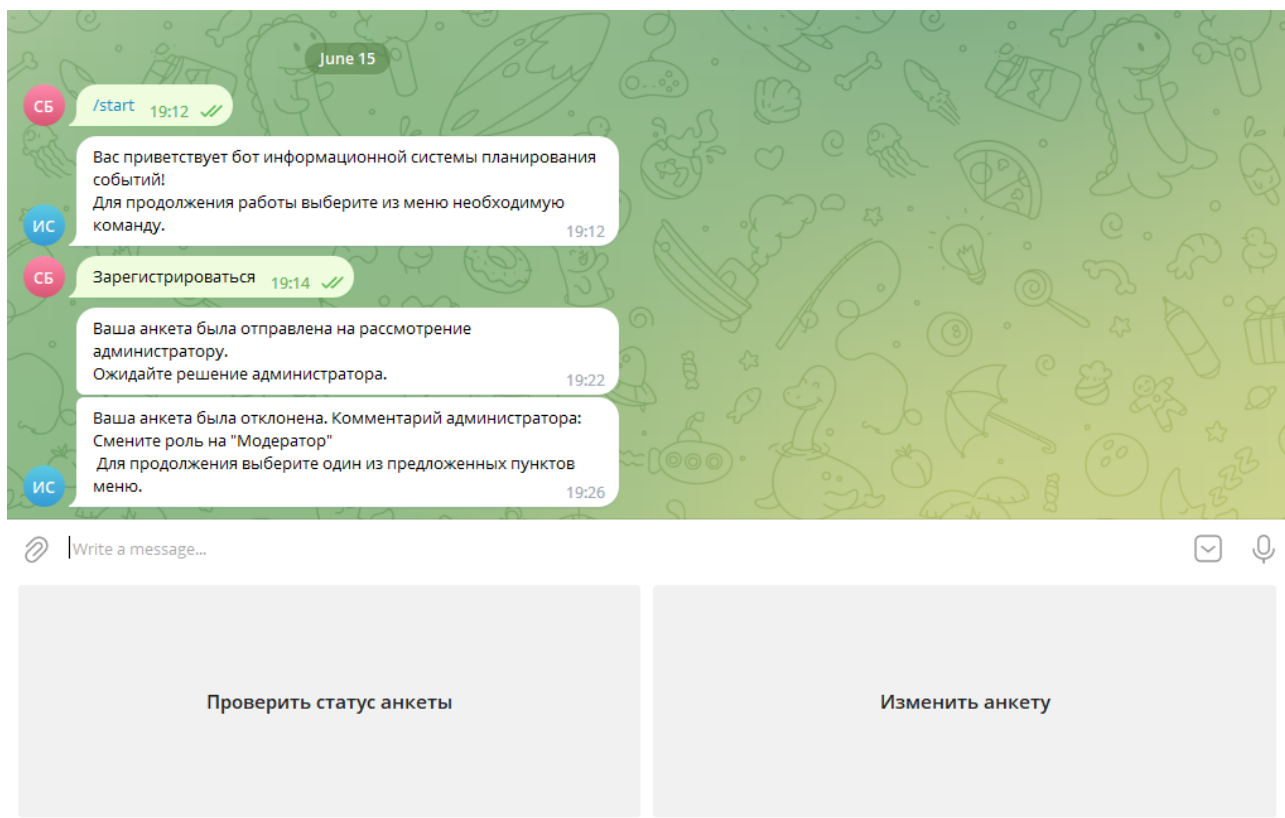 June 15
СБ
/start 19:12
Вас приветствует бот информационной системы планирования
событий!
Для продолжения работы выберите из меню необходимую
команду.
19:12
ИС
СБ
Зарегистрироваться 19:14
Ваша анкета была отправлена на рассмотрение
администратору.
Ожидайте решение администратора.
19:22
Ваша анкета была отклонена. Комментарий администратора:
Смените роль на "Модератор"
Для продолжения выберите один из предложенных пунктов
меню.
19:26
ИС
Write a message...
Проверить статус анкеты
Изменить анкету